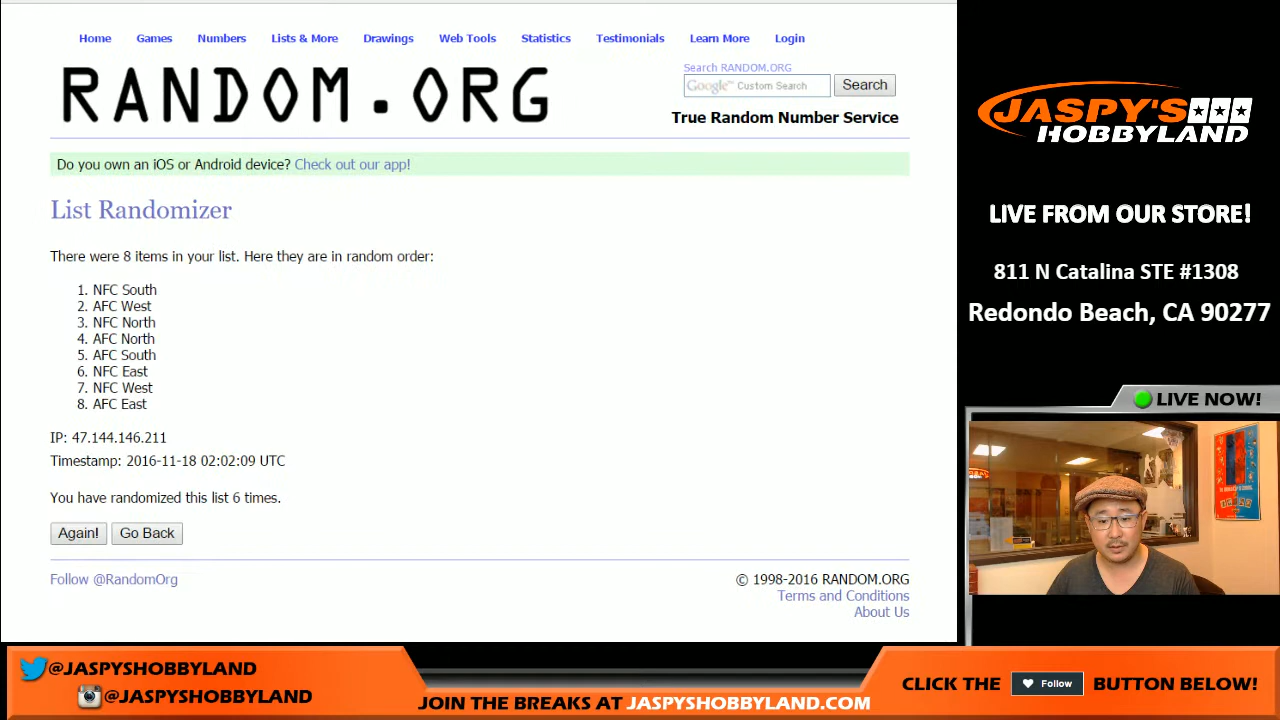 Home Games Numbers Lists & More Drawings Web Tools Statistics Testimonials Learn More Login
RANDOM.ORG
Search RANDOM.ORG
Google™ Custom Search Search
True Random Number Service
Do you own an iOS or Android device? Check out our app!
List Randomizer
There were 8 items in your list. Here they are in random order:
1. NFC South
2. AFC West
3. NFC North
4. AFC North
5. AFC South
6. NFC East
7. NFC West
8. AFC East
IP: 47.144.146.211
Timestamp: 2016-11-18 02:02:09 UTC
You have randomized this list 6 times.
Again! Go Back
Follow @RandomOrg
© 1998-2016 RANDOM.ORG
Terms and Conditions
About Us
JASPY'S
HOBBYLAND
LIVE FROM OUR STORE!
811 N Catalina STE #1308
Redondo Beach, CA 90277
LIVE NOW!
@JASPYSHOBBYLAND
@JASPYSHOBBYLAND
JOIN THE BREAKS AT JASPYSHOBBYLAND.COM
CLICK THE Follow BUTTON BELOW!